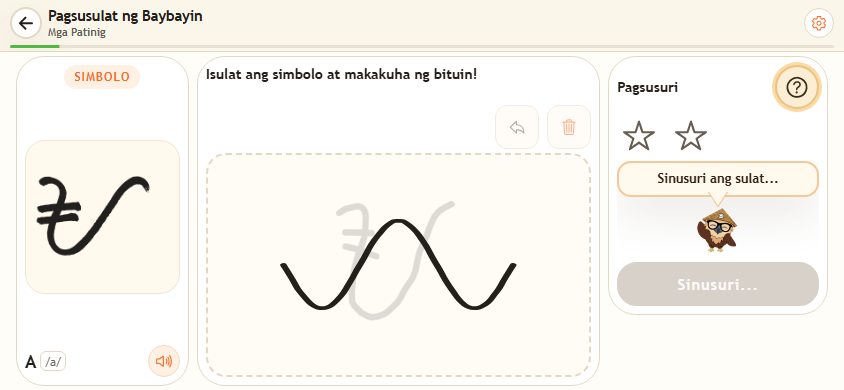 Pagsusulat ng Baybayin
Mga Patinig
SIMBOLO
A /a/
Isulat ang simbolo at makakuha ng bituin!
Pagsusuri
?
Sinusuri ang sulat...
Sinusuri...